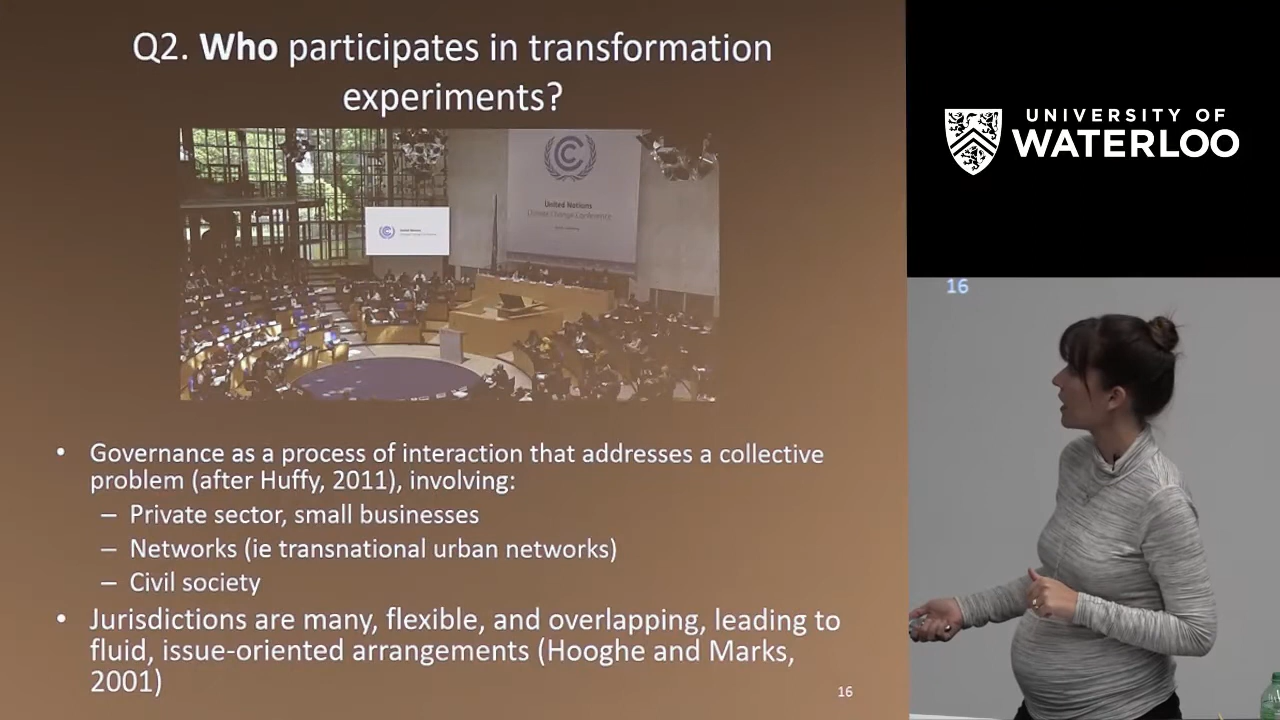 Q2. Who participates in transformation
experiments?
United Nations
Climate Change Conference
United Nations
• Governance as a process of interaction that addresses a collective
problem (after Huffy, 2011), involving:
– Private sector, small businesses
– Networks (ie transnational urban networks)
– Civil society
• Jurisdictions are many, flexible, and overlapping, leading to
fluid, issue-oriented arrangements (Hooghe and Marks,
2001)
16
UNIVERSITY OF
WATERLOO
16